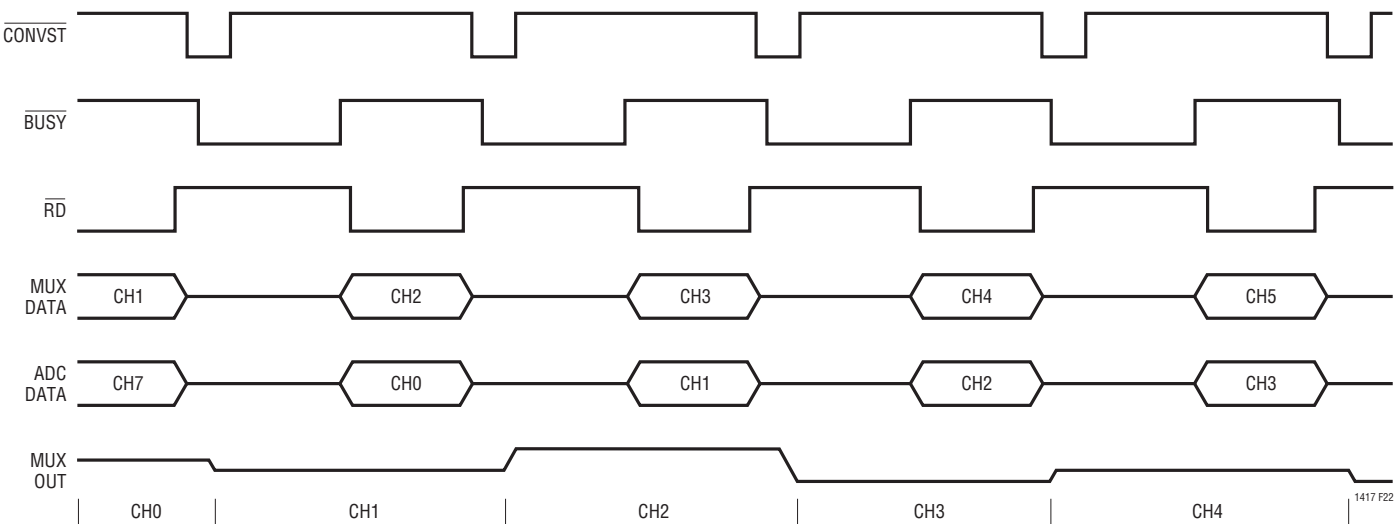 CONVST
BUSY
RD
MUX
DATA
CH1
CH2
CH3
CH4
CH5
ADC
DATA
CH7
CH0
CH1
CH2
CH3
MUX
OUT
CH0
CH1
CH2
CH3
CH4
1417 F22